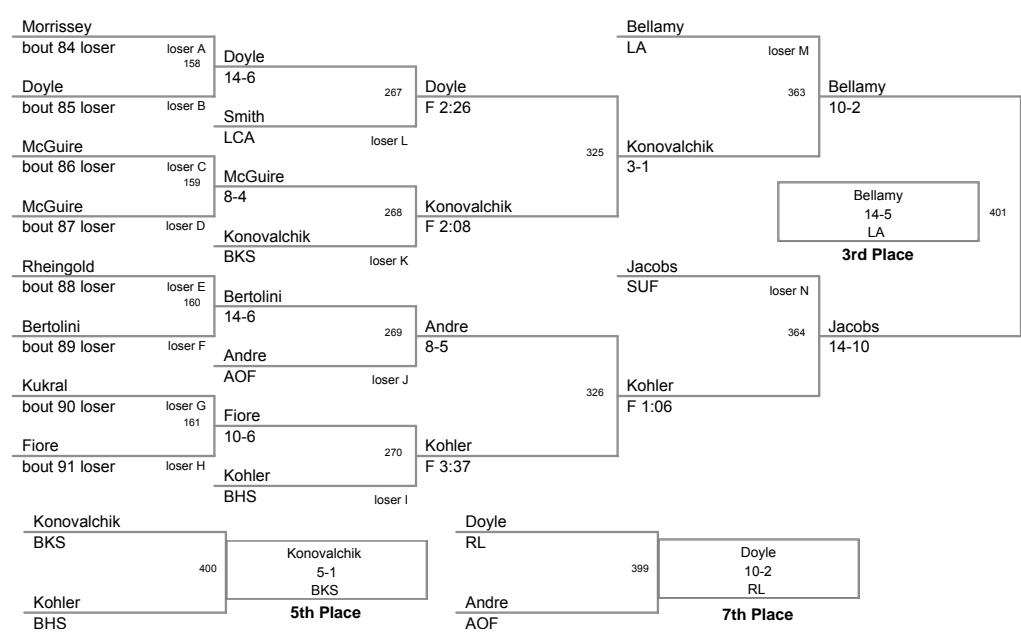 Morrissey
bout 84 loser
loser A
158
Doyle
bout 85 loser
loser B
McGuire
bout 86 loser
loser C
159
McGuire
bout 87 loser
loser D
Rheingold
bout 88 loser
loser E
160
Bertolini
bout 89 loser
loser F
Kukral
bout 90 loser
loser G
161
Fiore
bout 91 loser
loser H
Doyle
14-6
267
Smith
LCA
loser L
McGuire
8-4
268
Konovalchik
BKS
loser K
Bertolini
14-6
269
Andre
AOF
loser J
Fiore
10-6
270
Kohler
BHS
loser I
Doyle
F 2:26
325
Konovalchik
F 2:08
Andre
8-5
326
Kohler
F 3:37
Bellamy
LA
loser M
363
Konovalchik
3-1
Jacobs
SUF
loser N
364
Kohler
F 1:06
Bellamy
10-2
Bellamy
14-5
LA
401
3rd Place
Jacobs
14-10
Konovalchik
BKS
400
Kohler
BHS
Konovalchik
5-1
BKS
5th Place
Doyle
RL
399
Andre
AOF
Doyle
10-2
RL
7th Place